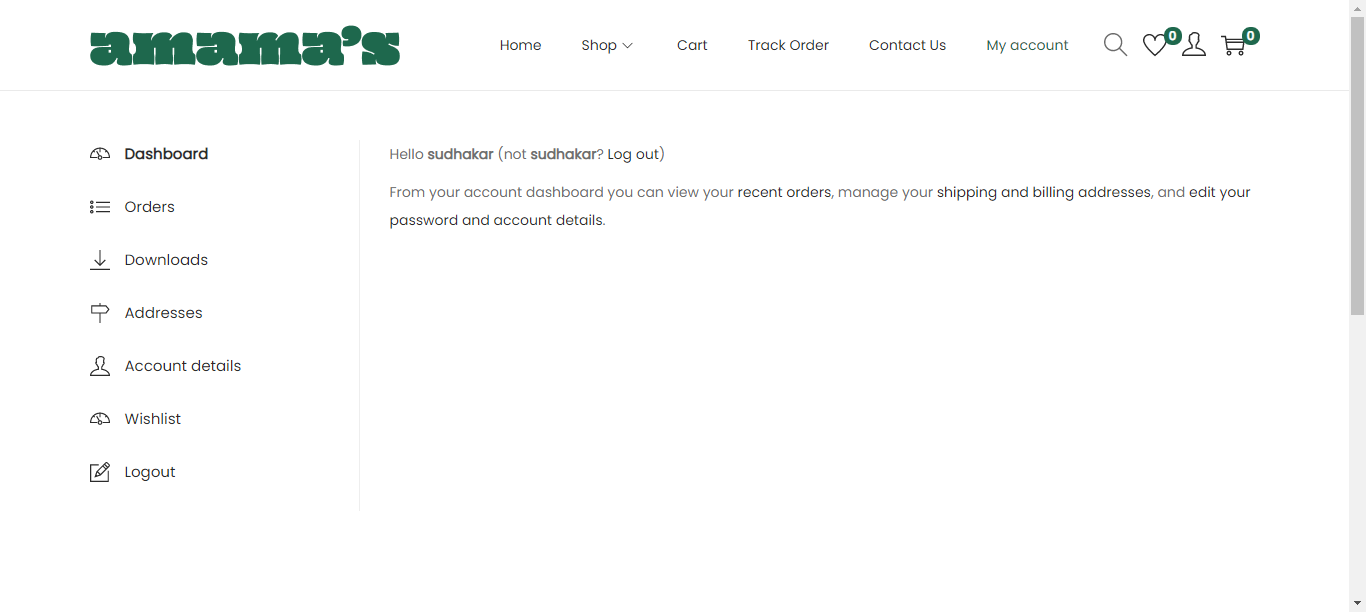 amama's
Home Shop Cart Track Order Contact Us My account 0 0
Dashboard
Orders
Downloads
Addresses
Account details
Wishlist
Logout
Hello sudhakar (not sudhakar? Log out)
From your account dashboard you can view your recent orders, manage your shipping and billing addresses, and edit your
password and account details.